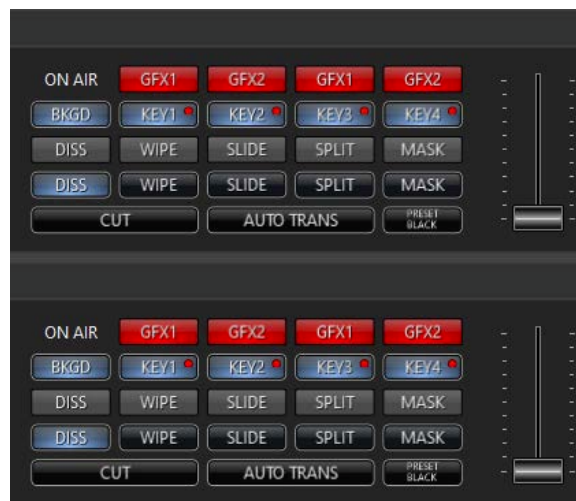 ON AIR GFX1 GFX2 GFX1 GFX2
BKGD KEY1 KEY2 KEY3 KEY4
DISS WIPE SLIDE SPLIT MASK
DISS WIPE SLIDE SPLIT MASK
CUT AUTO TRANS PRESET BLACK
ON AIR GFX1 GFX2 GFX1 GFX2
BKGD KEY1 KEY2 KEY3 KEY4
DISS WIPE SLIDE SPLIT MASK
DISS WIPE SLIDE SPLIT MASK
CUT AUTO TRANS PRESET BLACK